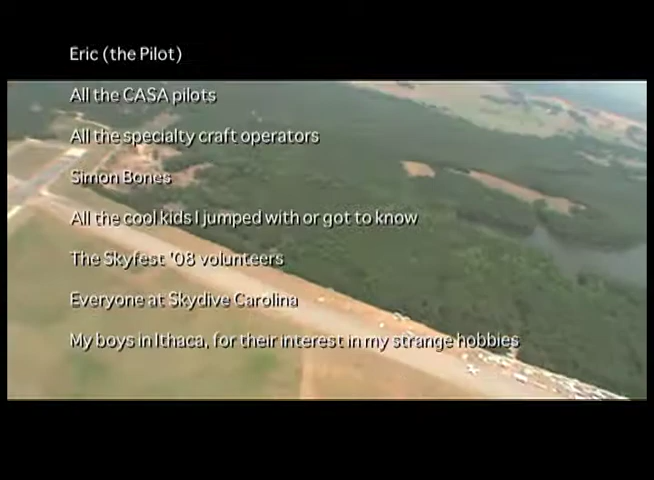 Eric (the Pilot)
All the CASA pilots
All the specialty craft operators
Simon Bones
All the cool kids I jumped with or got to know
The Skyfest '08 volunteers
Everyone at Skydive Carolina
My boys in Ithaca, for their interest in my strange hobbies